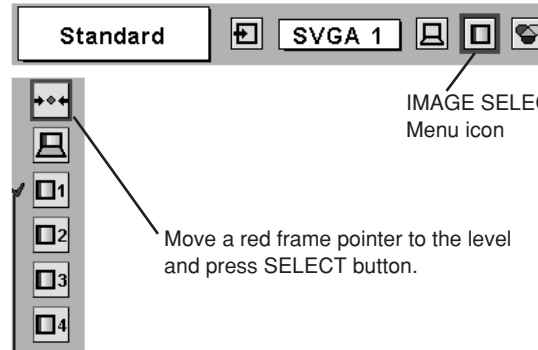 Standard
SVGA 1
IMAGE SELEC
Menu icon
1
2
Move a red frame pointer to the level
and press SELECT button.
3
4